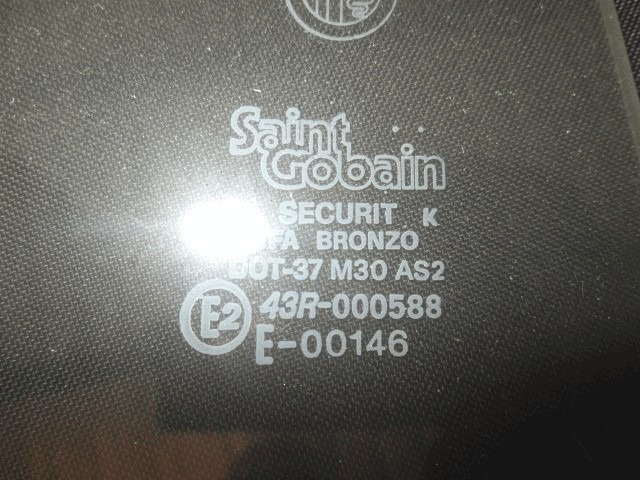 Saint
Gobain
SECURIT K
BRONZO
DOT-37 M30 AS2
E2 43R-000588
E-00146